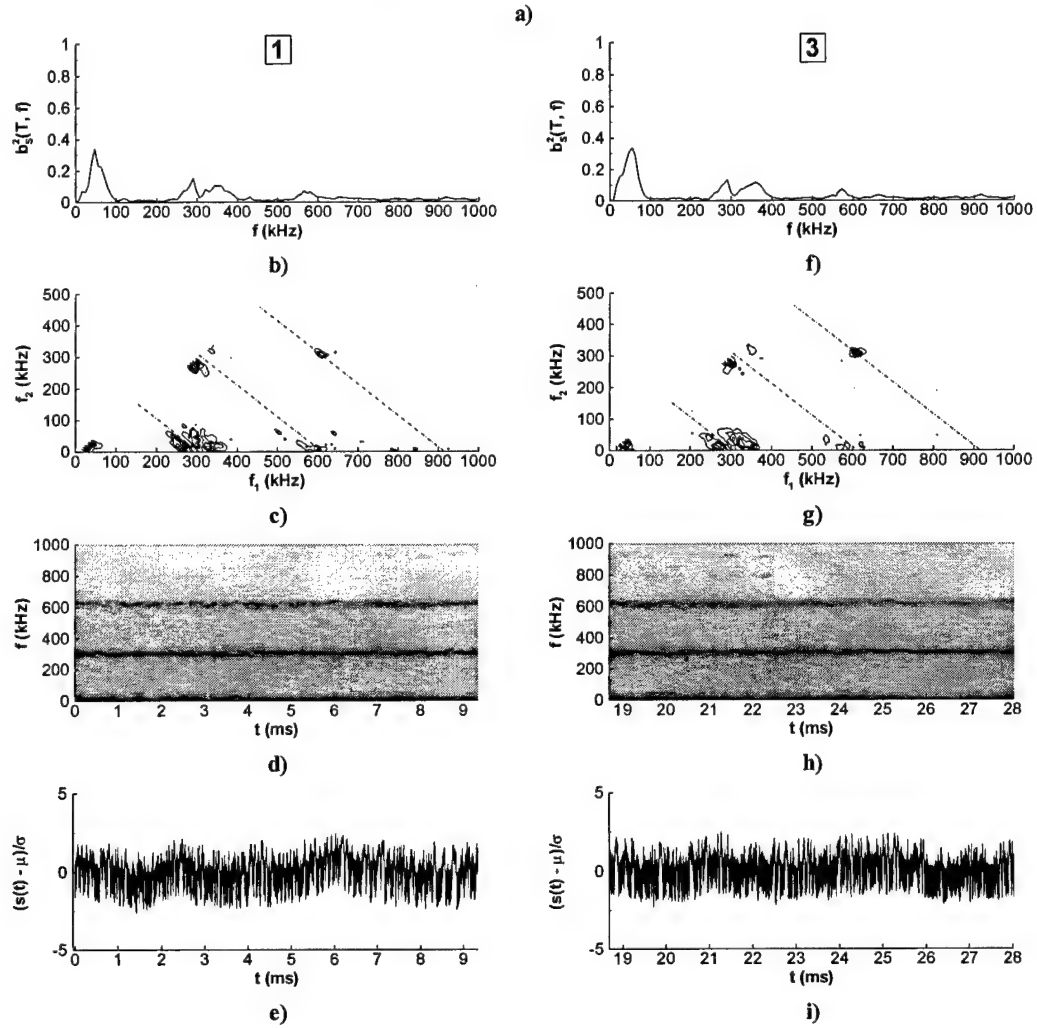 a)
1
b²ₛ(T, f)
1
0.8
0.6
0.4
0.2
0
0 100 200 300 400 500 600 700 800 900 1000
f (kHz)
b)
3
b²ₛ(T, f)
1
0.8
0.6
0.4
0.2
0
0 100 200 300 400 500 600 700 800 900 1000
f (kHz)
f)
f₂ (kHz)
500
400
300
200
100
0
0 100 200 300 400 500 600 700 800 900 1000
f₁ (kHz)
c)
f₂ (kHz)
500
400
300
200
100
0
0 100 200 300 400 500 600 700 800 900 1000
f₁ (kHz)
g)
f (kHz)
1000
800
600
400
200
0
0 1 2 3 4 5 6 7 8 9
t (ms)
d)
f (kHz)
1000
800
600
400
200
0
19 20 21 22 23 24 25 26 27 28
t (ms)
h)
(s(t) - μ)/σ
5
0
-5
0 1 2 3 4 5 6 7 8 9
t (ms)
e)
(s(t) - μ)/σ
5
0
-5
19 20 21 22 23 24 25 26 27 28
t (ms)
i)